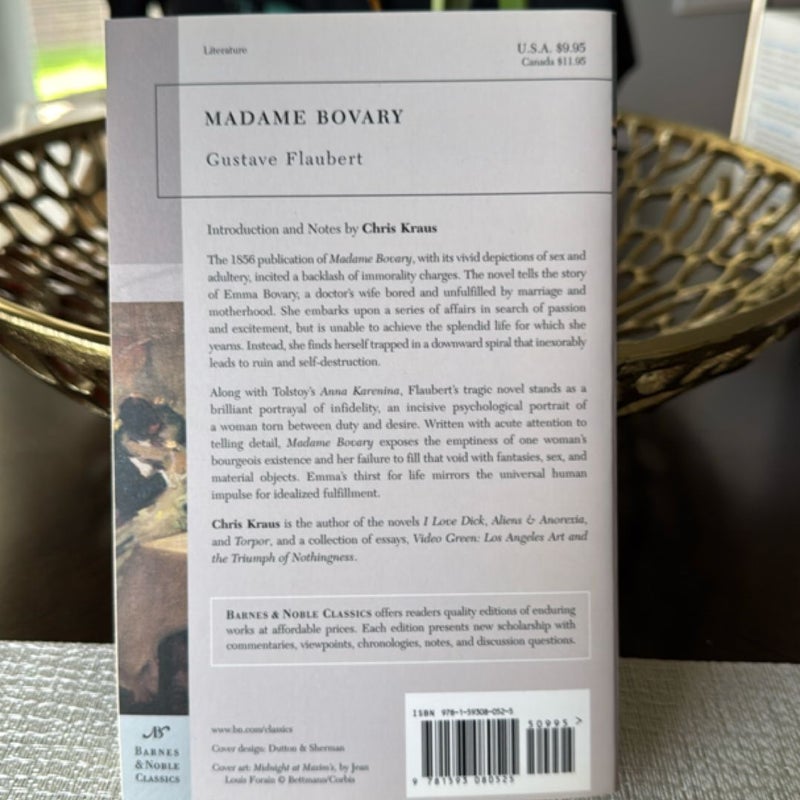 Literature
U.S.A. $9.95
Canada $11.95
MADAME BOVARY
Gustave Flaubert
Introduction and Notes by Chris Kraus
The 1856 publication of Madame Bovary, with its vivid depictions of sex and
adultery, incited a backlash of immorality charges. The novel tells the story
of Emma Bovary, a doctor's wife bored and unfulfilled by marriage and
motherhood. She embarks upon a series of affairs in search of passion
and excitement, but is unable to achieve the splendid life for which she
yearns. Instead, she finds herself trapped in a downward spiral that inexorably
leads to ruin and self-destruction.
Along with Tolstoy's Anna Karenina, Flaubert's tragic novel stands as a
brilliant portrayal of infidelity, an incisive psychological portrait of
a woman torn between duty and desire. Written with acute attention to
telling detail, Madame Bovary exposes the emptiness of one woman's
bourgeois existence and her failure to fill that void with fantasies, sex, and
material objects. Emma's thirst for life mirrors the universal human
impulse for idealized fulfillment.
Chris Kraus is the author of the novels I Love Dick, Aliens & Anorexia,
and Torpor, and a collection of essays, Video Green: Los Angeles Art and
the Triumph of Nothingness.
BARNES & NOBLE CLASSICS offers readers quality editions of enduring
works at affordable prices. Each edition presents new scholarship with
commentaries, viewpoints, chronologies, notes, and discussion questions.
www.bn.com/classics
Cover design: Dutton & Sherman
Cover art: Midnight at Maxim's, by Jean
Louis Forain © Bettmann/Corbis
BARNES
& NOBLE
CLASSICS
ISBN 978-1-59308-052-5
50995 >
9 781593 080525